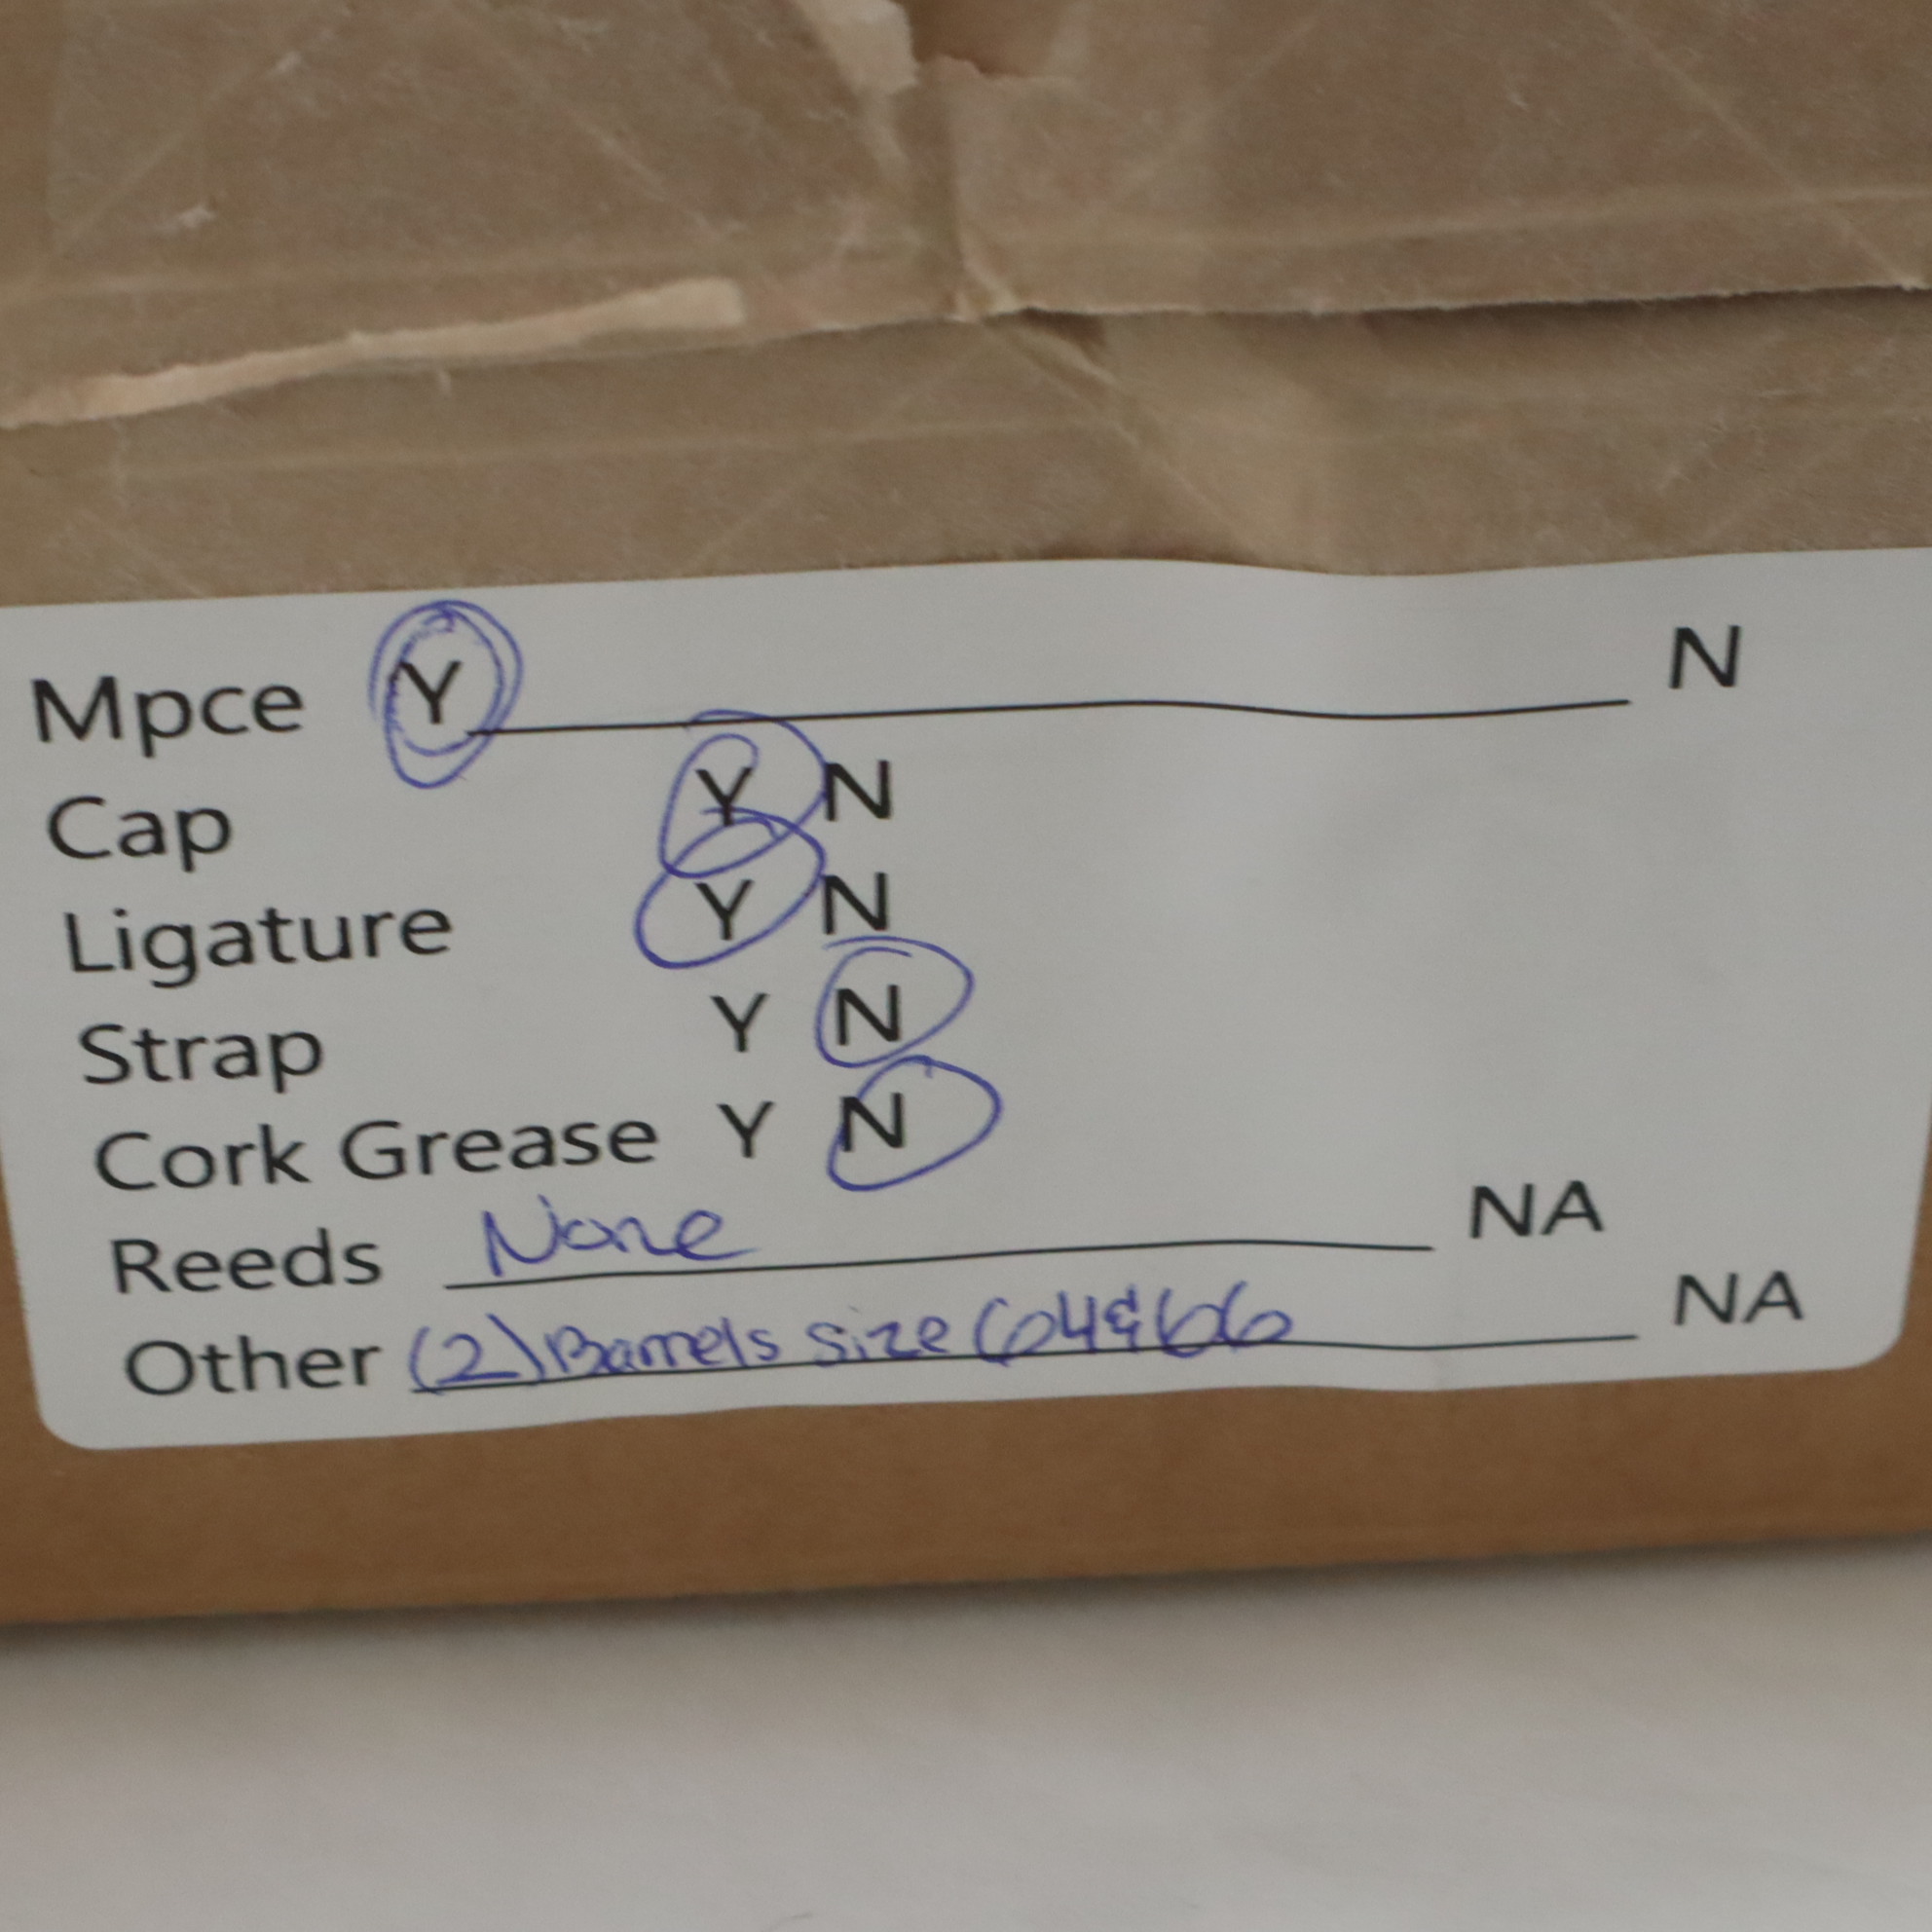 Mpce Y N
Cap Y N
Ligature Y N
Strap Y N
Cork Grease Y N
Reeds None NA
Other (2) Barrels size 64 & 66 NA